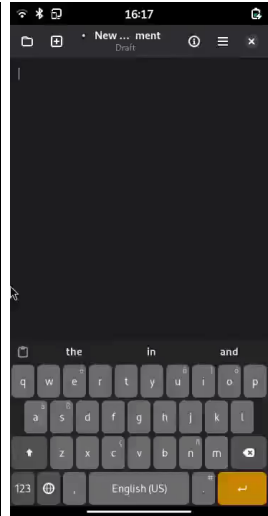 16:17
New ... ment
Draft
the in and
q w e r t y u i o p
a s d f g h j k l
z x c v b n m
123 , English (US) .